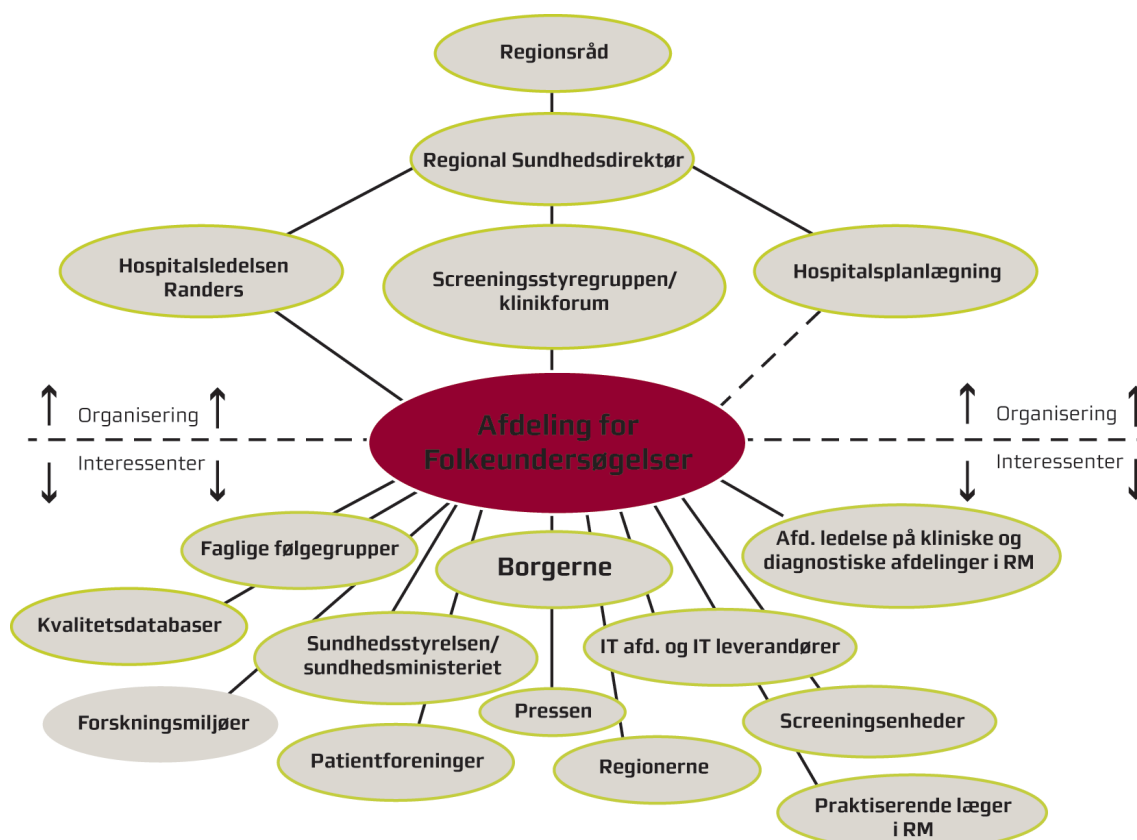 Regionsråd
Regional Sundhedsdirektør
Hospitalsledelsen
Randers
Screeningsstyregruppen/
klinikforum
Hospitalsplanlægning
Organisering
Interessenter
Afdeling for
Folkeundersøgelser
Organisering
Interessenter
Faglige følgegrupper
Borgerne
Afd. ledelse på kliniske og
diagnostiske afdelinger i RM
Kvalitetsdatabaser
Sundhedsstyrelsen/
sundhedsministeriet
IT afd. og IT leverandører
Forskningsmiljøer
Pressen
Screeningsenheder
Patientforeninger
Regionerne
Praktiserende læger
i RM